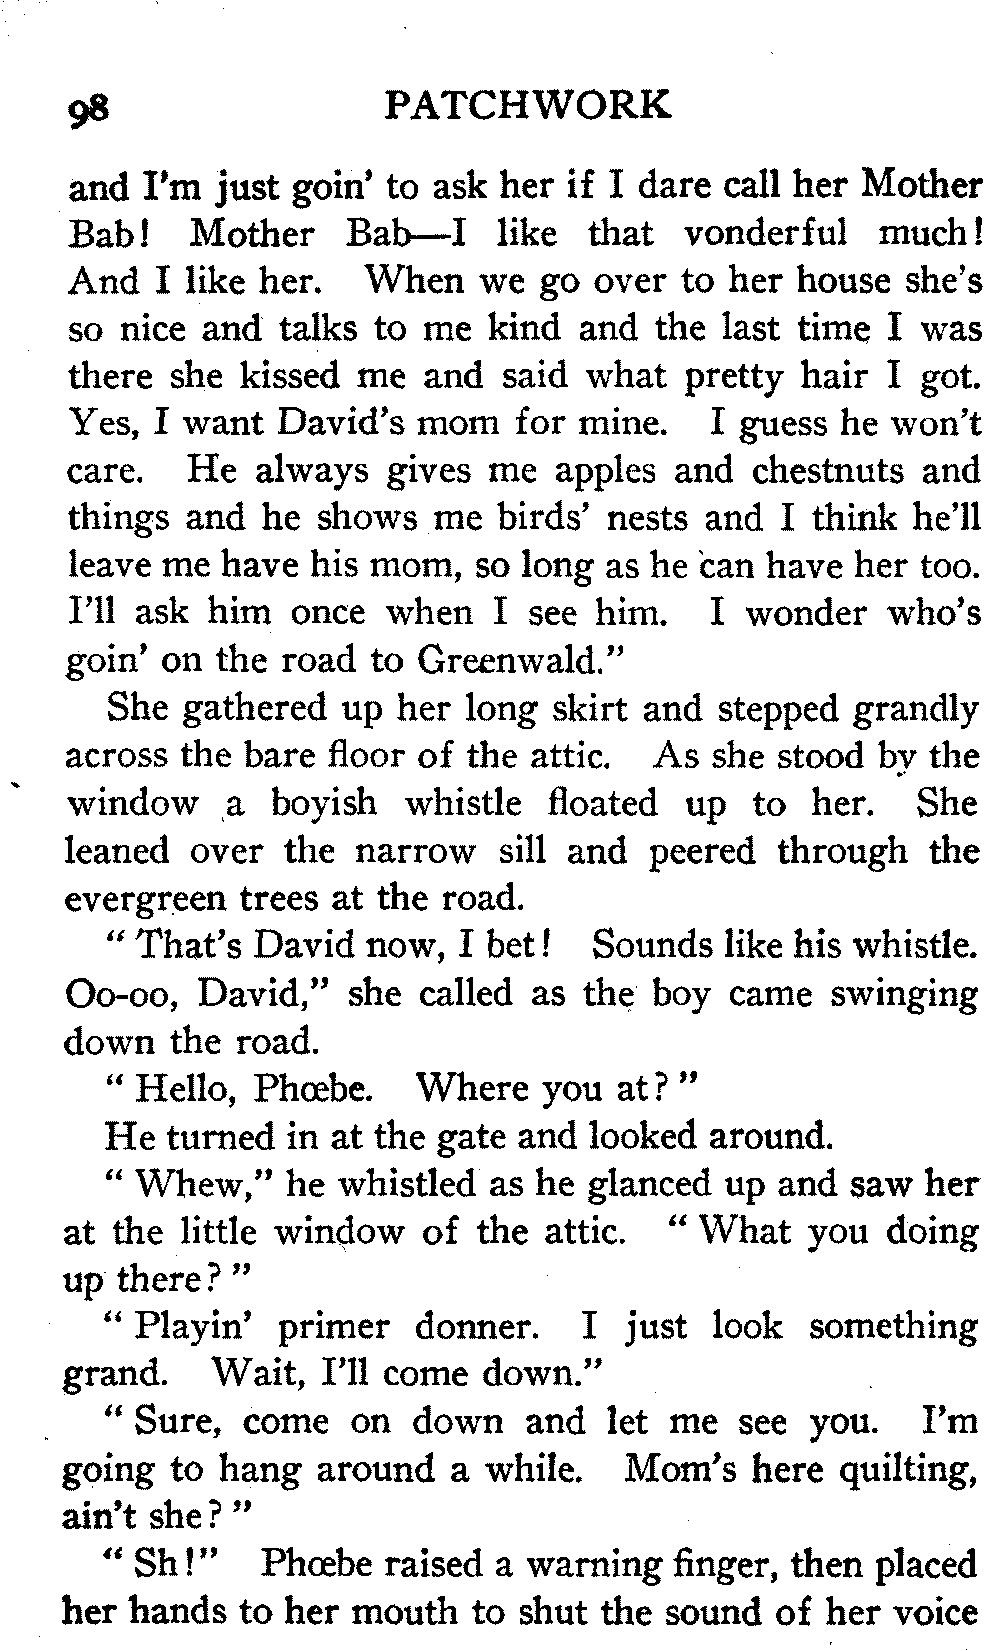 98 PATCHWORK
and I'm just goin' to ask her if I dare call her Mother
Bab! Mother Bab—I like that vonderful much!
And I like her. When we go over to her house she's
so nice and talks to me kind and the last time I was
there she kissed me and said what pretty hair I got.
Yes, I want David's mom for mine. I guess he won't
care. He always gives me apples and chestnuts and
things and he shows me birds' nests and I think he'll
leave me have his mom, so long as he can have her too.
I'll ask him once when I see him. I wonder who's
goin' on the road to Greenwald."
She gathered up her long skirt and stepped grandly
across the bare floor of the attic. As she stood by the
window a boyish whistle floated up to her. She
leaned over the narrow sill and peered through the
evergreen trees at the road.
"That's David now, I bet! Sounds like his whistle.
Oo-oo, David," she called as the boy came swinging
down the road.
"Hello, Phœbe. Where you at?"
He turned in at the gate and looked around.
"Whew," he whistled as he glanced up and saw her
at the little window of the attic. "What you doing
up there?"
"Playin' primer donner. I just look something
grand. Wait, I'll come down."
"Sure, come on down and let me see you. I'm
going to hang around a while. Mom's here quilting,
ain't she?"
"Sh!" Phœbe raised a warning finger, then placed
her hands to her mouth to shut the sound of her voice